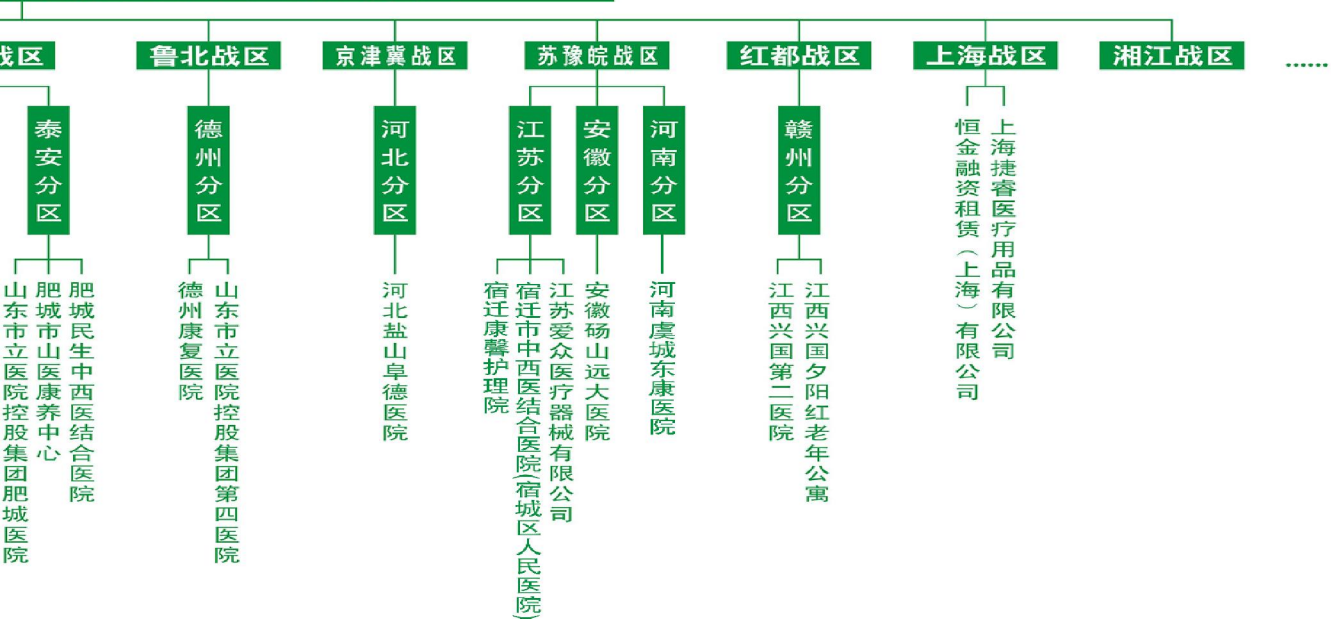 战区
鲁北战区
京津冀战区
苏豫皖战区
红都战区
上海战区
湘江战区
……
泰安分区
德州分区
河北分区
江苏分区
安徽分区
河南分区
赣州分区
恒金融资租赁（上海）有限公司
上海捷睿医疗用品有限公司
山东市立医院控股集团肥城医院
肥城市山医康养中心
肥城民生中西医结合医院
德州康复医院
山东市立医院控股集团第四医院
河北盐山阜德医院
宿迁康馨护理院
宿迁市中西医结合医院(宿城区人民医院)
江苏爱众医疗器械有限公司
安徽砀山远大医院
河南虞城东康医院
江西兴国第二医院
江西兴国夕阳红老年公寓